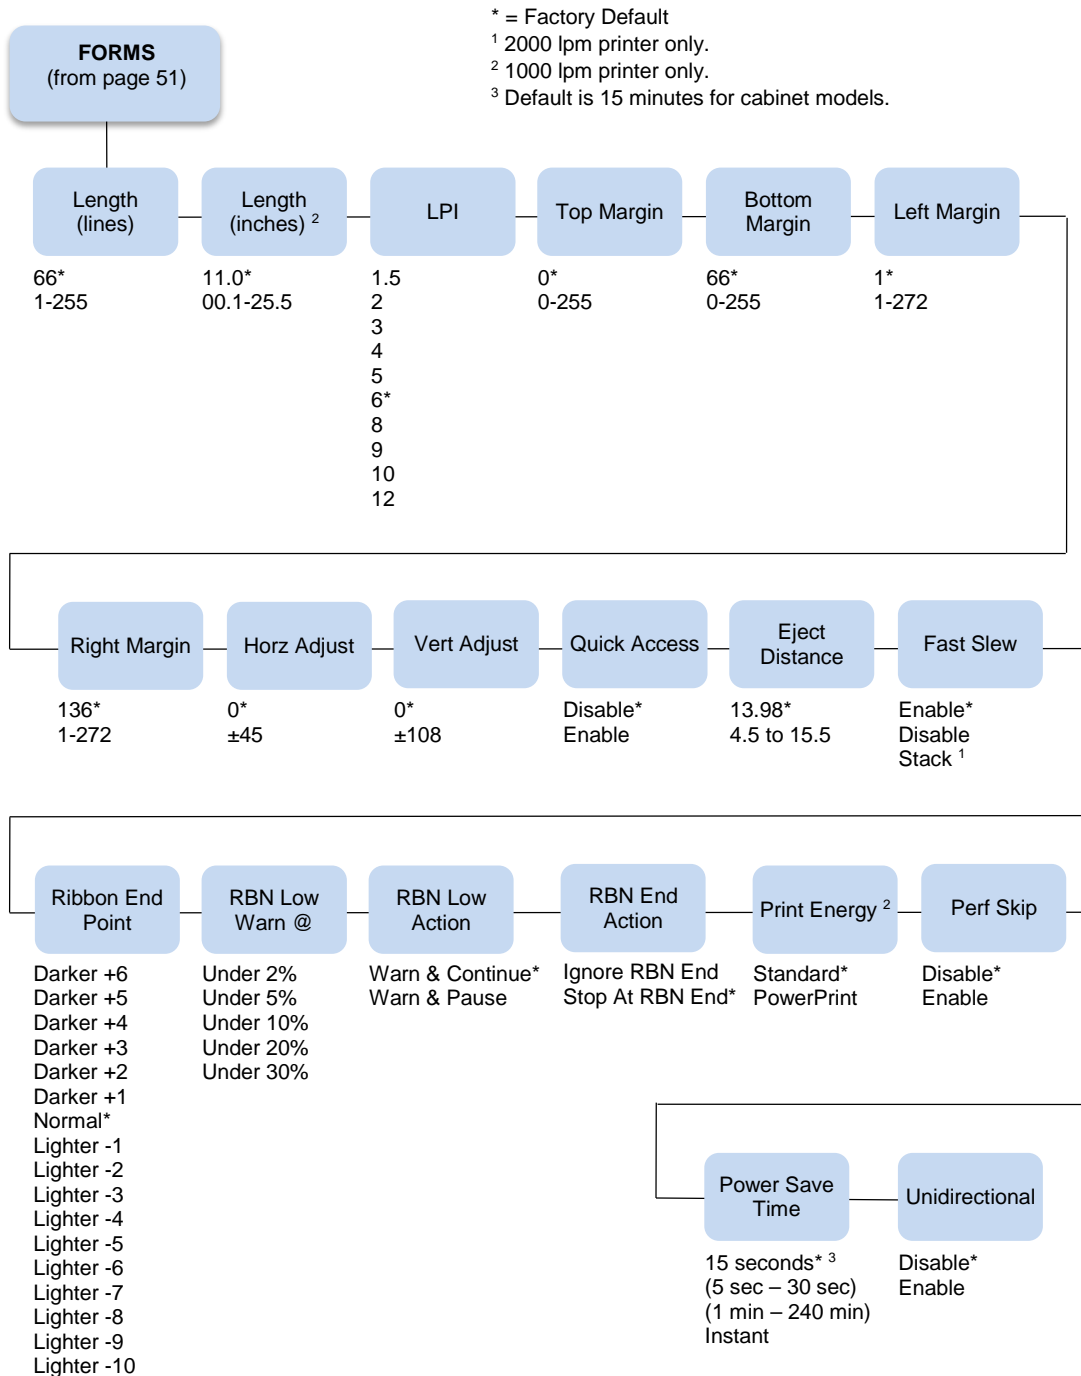 * = Factory Default
¹ 2000 lpm printer only.
² 1000 lpm printer only.
³ Default is 15 minutes for cabinet models.
FORMS
(from page 51)
Length
(lines)
66*
1-255
Length
(inches) ²
11.0*
00.1-25.5
LPI
1.5
2
3
4
5
6*
8
9
10
12
Top Margin
0*
0-255
Bottom
Margin
66*
0-255
Left Margin
1*
1-272
Right Margin
136*
1-272
Horz Adjust
0*
±45
Vert Adjust
0*
±108
Quick Access
Disable*
Enable
Eject
Distance
13.98*
4.5 to 15.5
Fast Slew
Enable*
Disable
Stack ¹
Ribbon End
Point
Darker +6
Darker +5
Darker +4
Darker +3
Darker +2
Darker +1
Normal*
Lighter -1
Lighter -2
Lighter -3
Lighter -4
Lighter -5
Lighter -6
Lighter -7
Lighter -8
Lighter -9
Lighter -10
RBN Low
Warn @
Under 2%
Under 5%
Under 10%
Under 20%
Under 30%
RBN Low
Action
Warn & Continue*
Warn & Pause
RBN End
Action
Ignore RBN End
Stop At RBN End*
Print Energy ²
Standard*
PowerPrint
Perf Skip
Disable*
Enable
Power Save
Time
15 seconds* ³
(5 sec – 30 sec)
(1 min – 240 min)
Instant
Unidirectional
Disable*
Enable